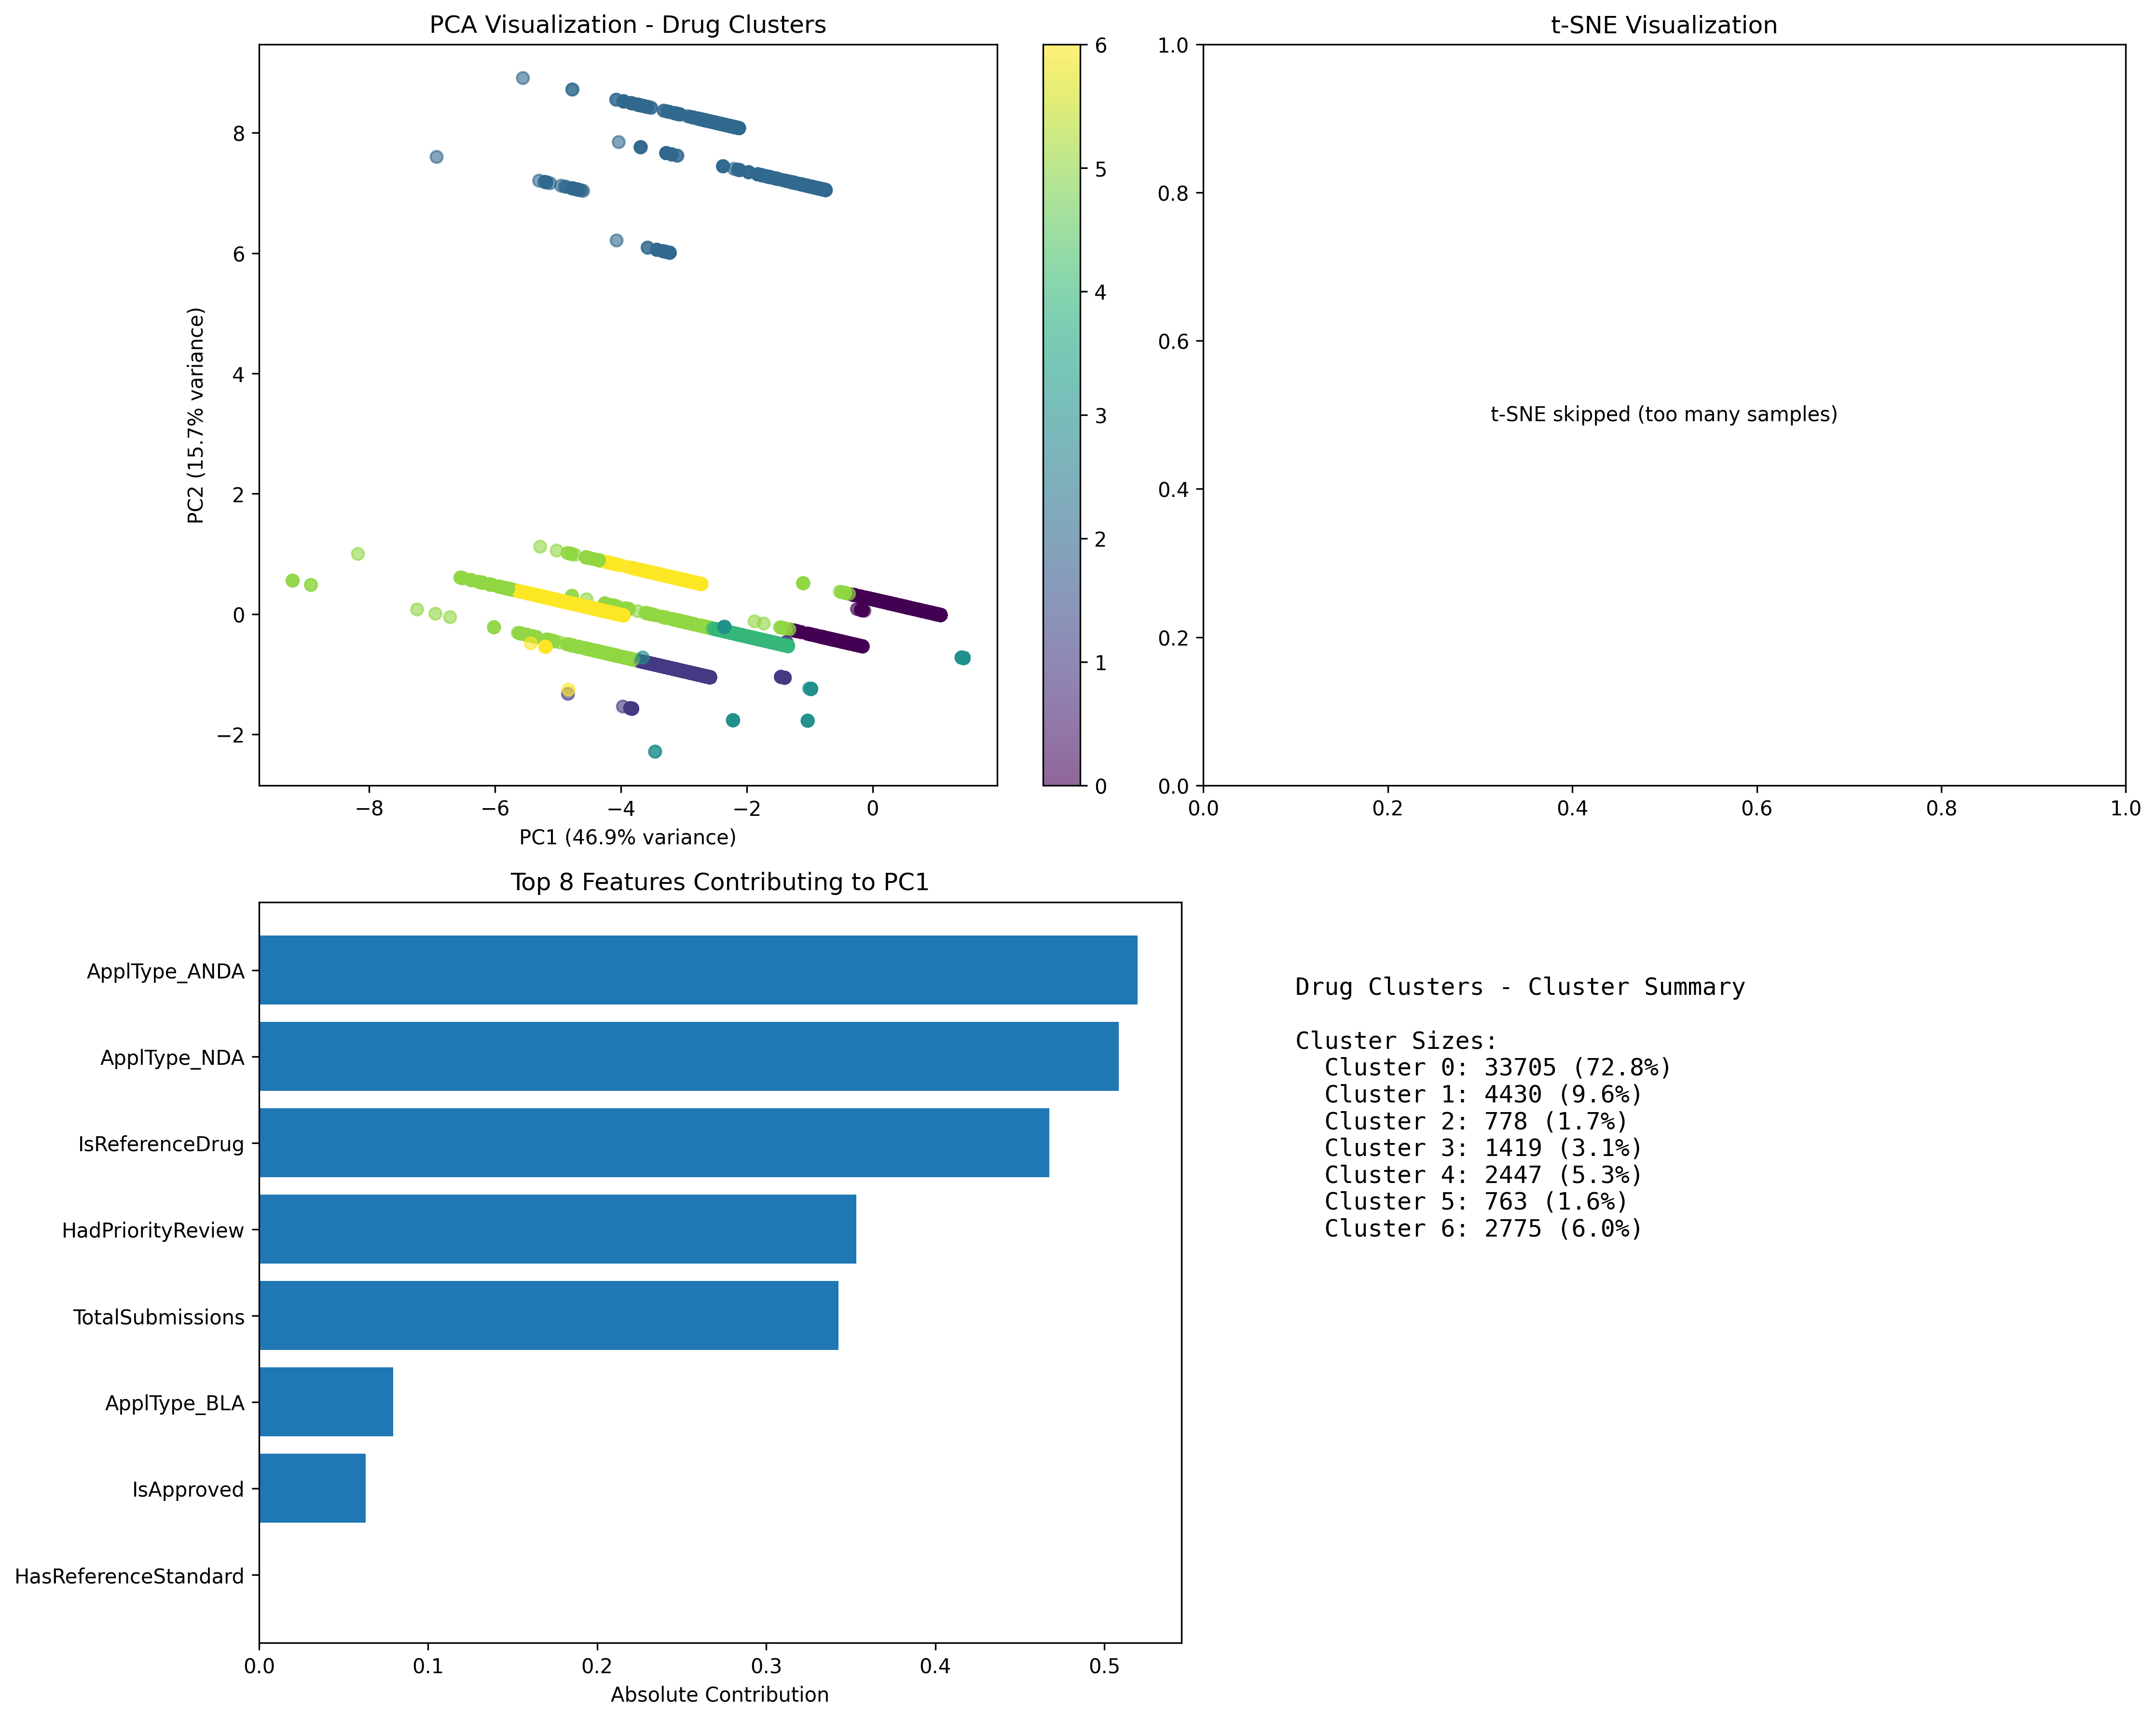 PCA Visualization - Drug Clusters
8
6
4
2
0
−2
PC2 (15.7% variance)
−8
−6
−4
−2
0
PC1 (46.9% variance)
6
5
4
3
2
1
0
t-SNE Visualization
1.0
0.8
0.6
0.4
0.2
0.0
t-SNE skipped (too many samples)
0.0
0.2
0.4
0.6
0.8
1.0
Top 8 Features Contributing to PC1
ApplType_ANDA
ApplType_NDA
IsReferenceDrug
HadPriorityReview
TotalSubmissions
ApplType_BLA
IsApproved
HasReferenceStandard
0.0
0.1
0.2
0.3
0.4
0.5
Absolute Contribution
Drug Clusters - Cluster Summary
Cluster Sizes:
Cluster 0: 33705 (72.8%)
Cluster 1: 4430 (9.6%)
Cluster 2: 778 (1.7%)
Cluster 3: 1419 (3.1%)
Cluster 4: 2447 (5.3%)
Cluster 5: 763 (1.6%)
Cluster 6: 2775 (6.0%)